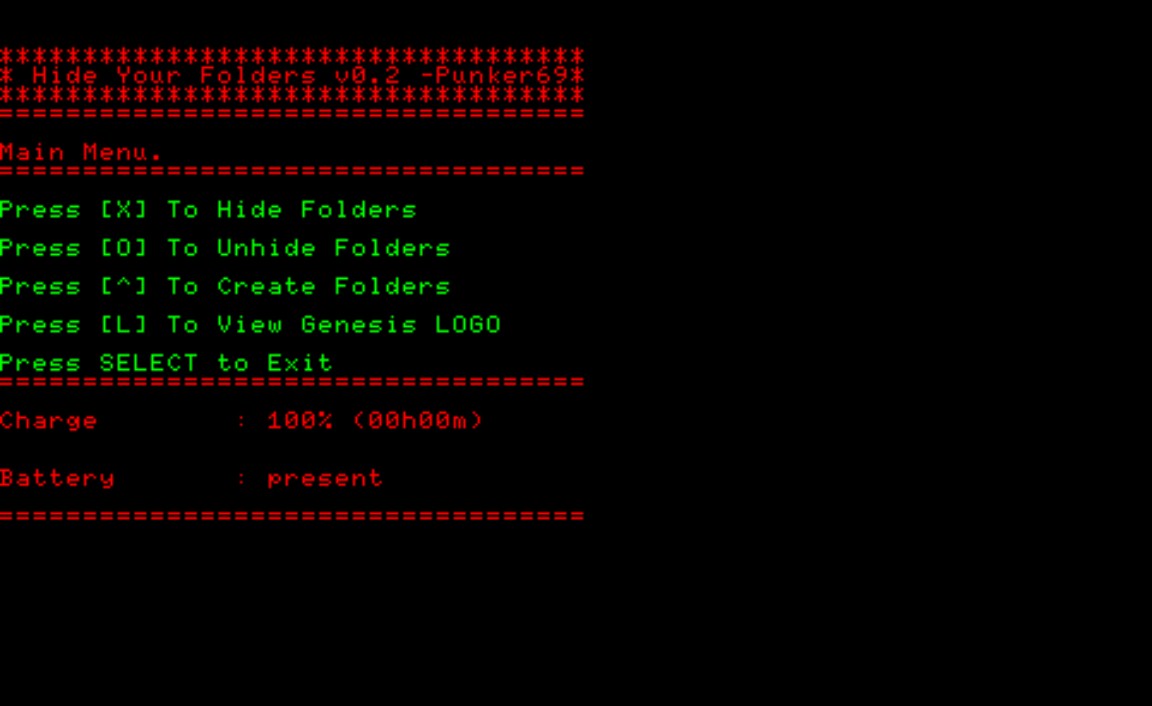 ***********************************
* Hide Your Folders v0.2 -Punker69*
***********************************
===================================
Main Menu.
===================================
Press [X] To Hide Folders
Press [O] To Unhide Folders
Press [^] To Create Folders
Press [L] To View Genesis LOGO
Press SELECT to Exit
===================================
Charge         : 100% (00h00m)
Battery        : present
===================================